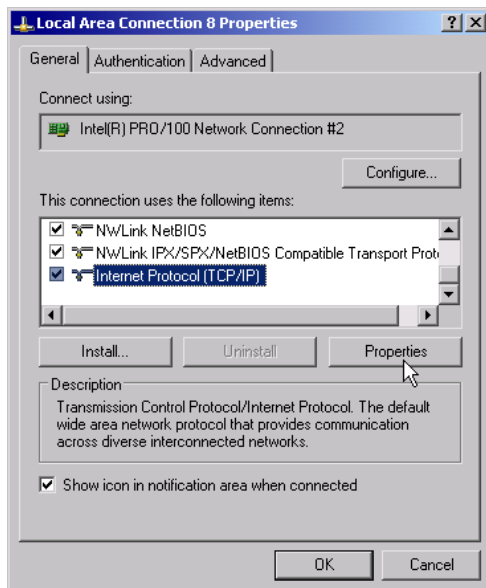 Local Area Connection 8 Properties
General Authentication Advanced
Connect using:
Intel(R) PRO/100 Network Connection #2
Configure...
This connection uses the following items:
NWLink NetBIOS
NWLink IPX/SPX/NetBIOS Compatible Transport Proto
Internet Protocol (TCP/IP)
Install... Uninstall Properties
Description
Transmission Control Protocol/Internet Protocol. The default
wide area network protocol that provides communication
across diverse interconnected networks.
Show icon in notification area when connected
OK Cancel